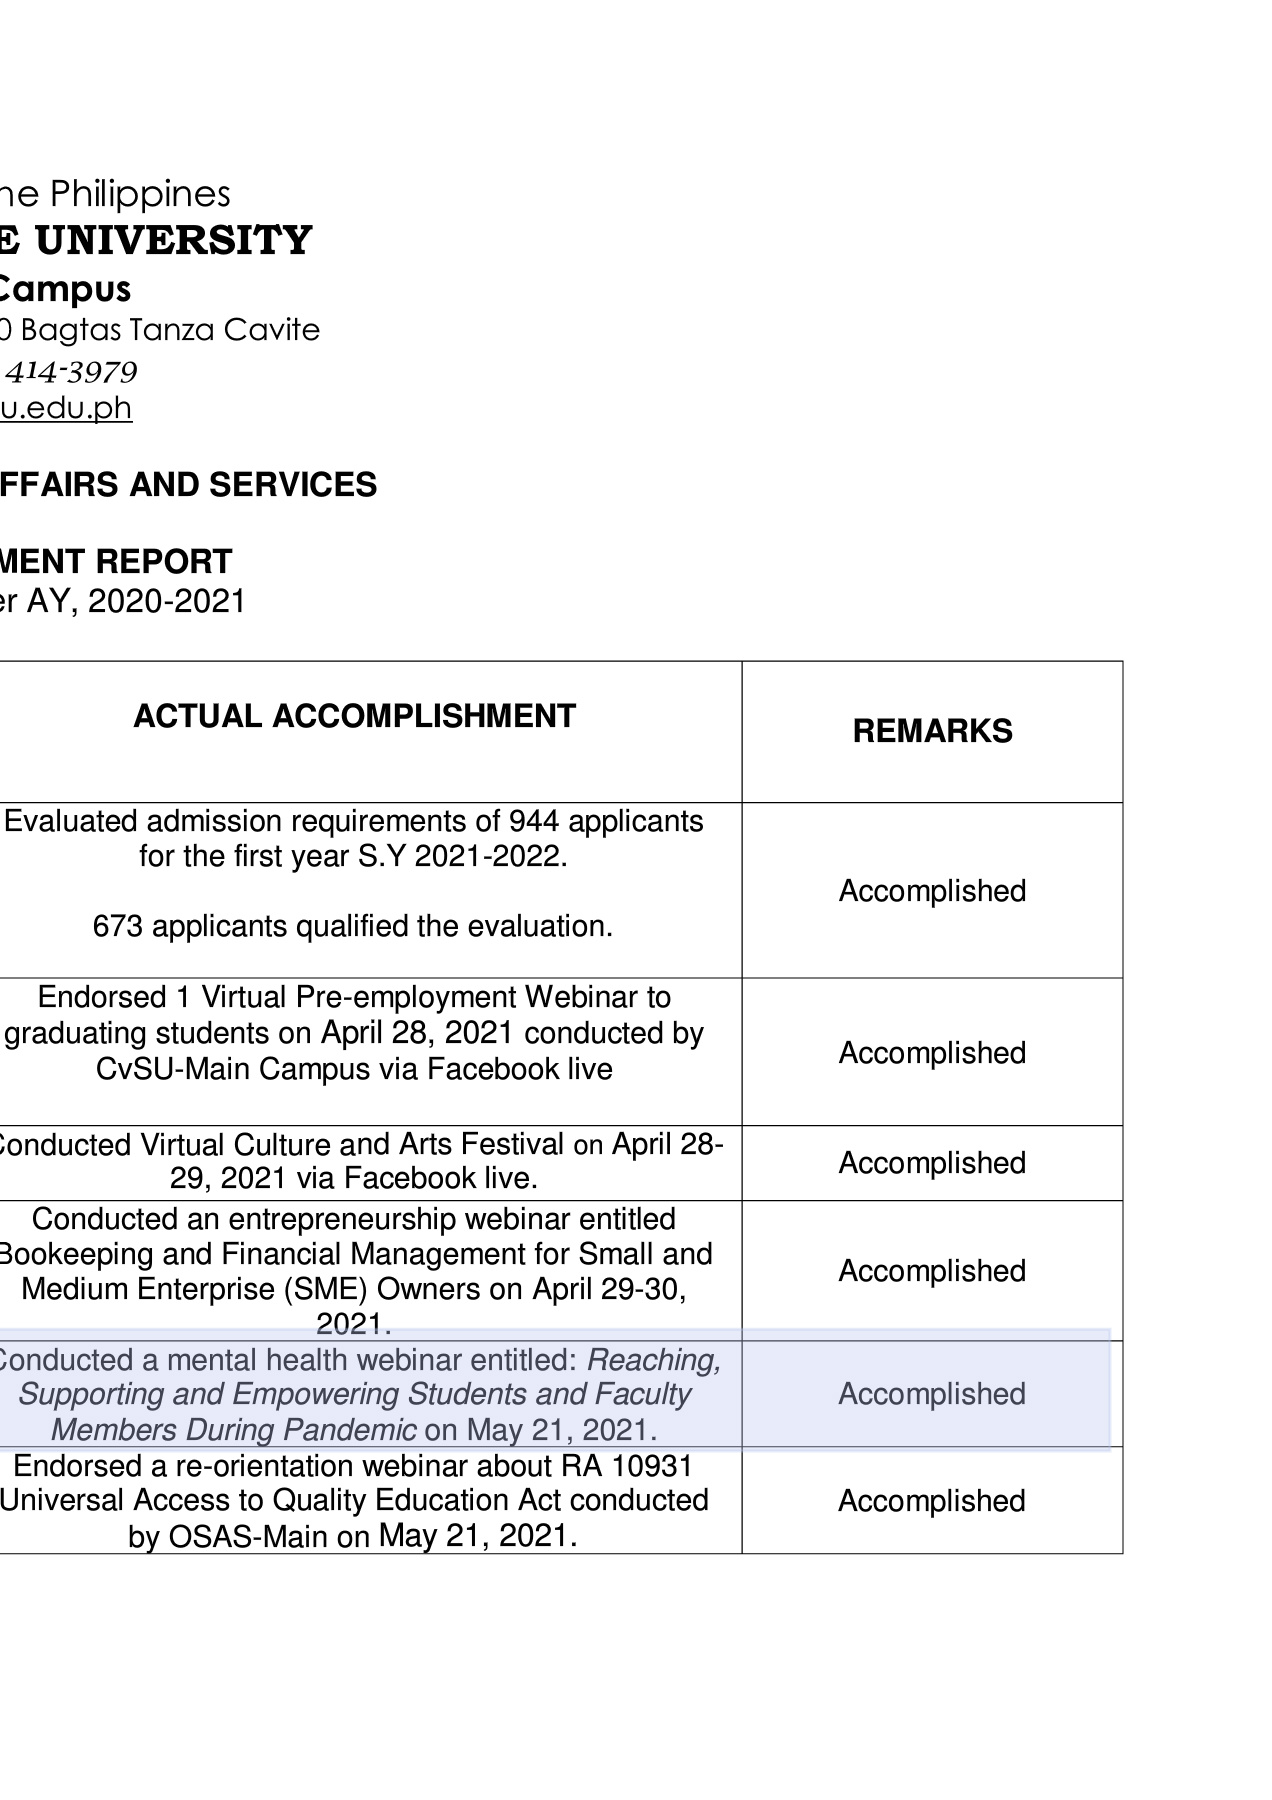 he Philippines
E UNIVERSITY
Campus
0 Bagtas Tanza Cavite
414-3979
u.edu.ph
FFAIRS AND SERVICES
MENT REPORT
er AY, 2020-2021
ACTUAL ACCOMPLISHMENT
REMARKS
Evaluated admission requirements of 944 applicants
for the first year S.Y 2021-2022.
673 applicants qualified the evaluation.
Accomplished
Endorsed 1 Virtual Pre-employment Webinar to
graduating students on April 28, 2021 conducted by
CvSU-Main Campus via Facebook live
Accomplished
Conducted Virtual Culture and Arts Festival on April 28-
29, 2021 via Facebook live.
Accomplished
Conducted an entrepreneurship webinar entitled
Bookeeping and Financial Management for Small and
Medium Enterprise (SME) Owners on April 29-30,
2021.
Accomplished
Conducted a mental health webinar entitled: Reaching,
Supporting and Empowering Students and Faculty
Members During Pandemic on May 21, 2021.
Accomplished
Endorsed a re-orientation webinar about RA 10931
Universal Access to Quality Education Act conducted
by OSAS-Main on May 21, 2021.
Accomplished